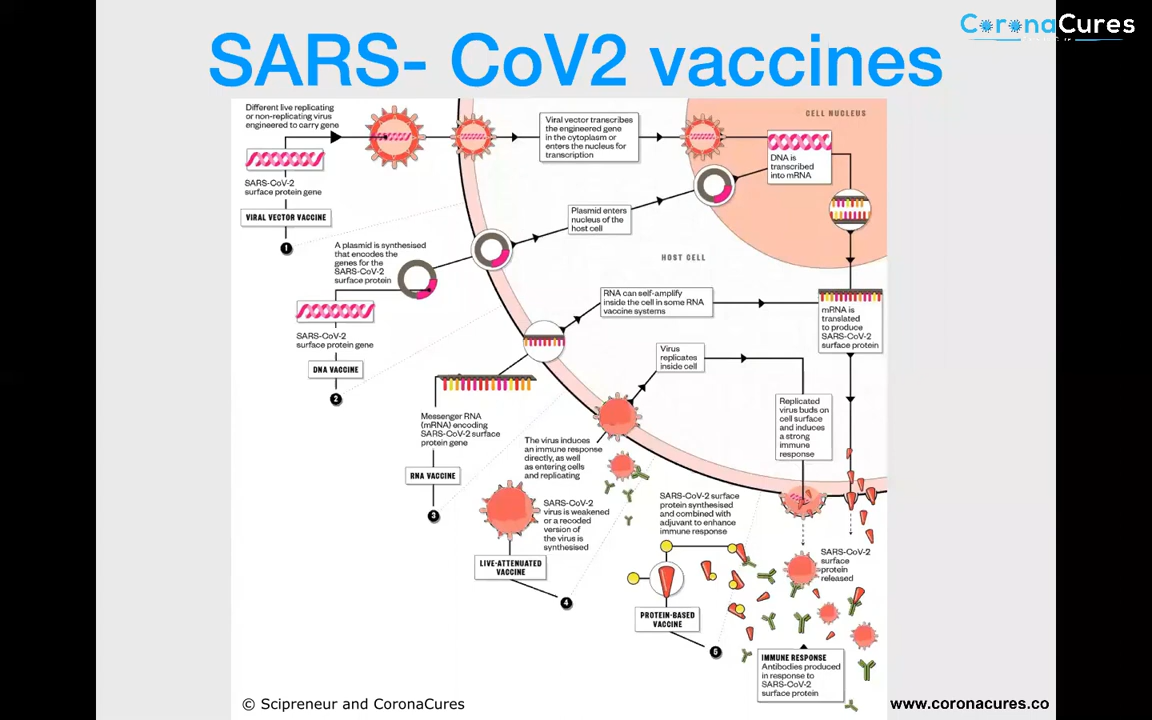 CoronaCures
SARS- CoV2 vaccines
Different live replicating
or non-replicating virus
engineered to carry gene
SARS-CoV-2
surface protein gene
VIRAL VECTOR VACCINE
1
Viral vector transcribes
the engineered gene
in the cytoplasm or
enters the nucleus for
transcription
CELL NUCLEUS
DNA is
transcribed
into mRNA
A plasmid is synthesised
that encodes the
genes for the
SARS-CoV-2
surface protein
Plasmid enters
nucleus of the
host cell
HOST CELL
SARS-CoV-2
surface protein gene
DNA VACCINE
2
RNA can self-amplify
inside the cell in some RNA
vaccine systems
mRNA is
translated
to produce
SARS-CoV-2
surface protein
Messenger RNA
(mRNA) encoding
SARS-CoV-2 surface
protein gene
RNA VACCINE
3
Virus
replicates
inside cell
Replicated
virus buds on
cell surface
and induces
a strong
immune
response
The virus induces
an immune response
directly, as well
as entering cells
and replicating
SARS-CoV-2
virus is weakened
or a recoded
version of
the virus is
synthesised
LIVE-ATTENUATED
VACCINE
4
SARS-CoV-2 surface
protein synthesised
and combined with
adjuvant to enhance
immune response
PROTEIN-BASED
VACCINE
5
SARS-CoV-2
surface
protein
released
IMMUNE RESPONSE
Antibodies produced
in response to
SARS-CoV-2
surface protein
© Scipreneur and CoronaCures
www.coronacures.co